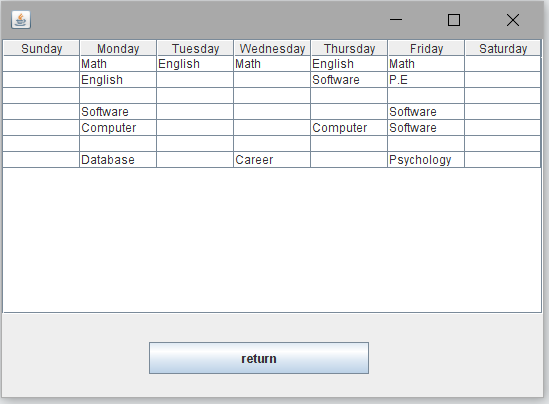 Sunday Monday Tuesday Wednesday Thursday Friday Saturday
Math English Math English Math
English Software P.E
Software Software
Computer Computer Software
Database Career Psychology
return